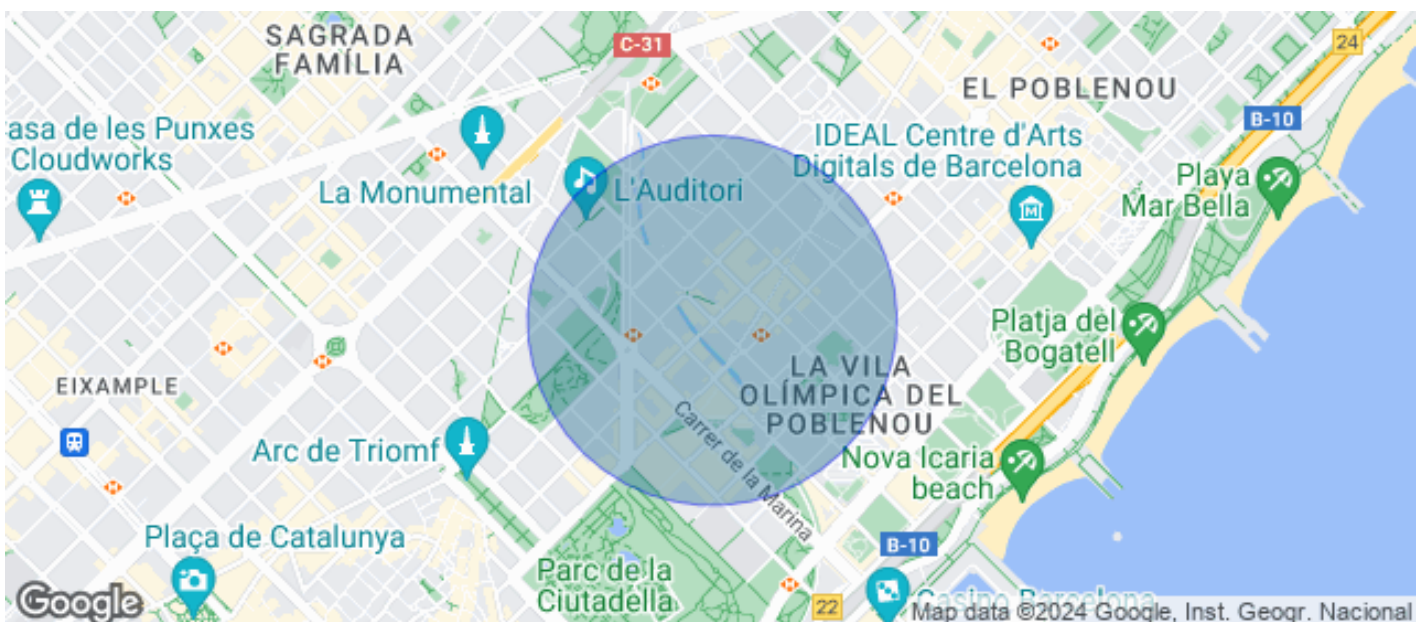 SAGRADA
FAMÍLIA
C-31
24
EL POBLENOU
asa de les Punxes
Cloudworks
IDEAL Centre d'Arts
Digitals de Barcelona
B-10
La Monumental
L'Auditori
Playa
Mar Bella
Platja del
Bogatell
EIXAMPLE
LA VILA
OLÍMPICA DEL
POBLENOU
Arc de Triomf
Carrer de la Marina
Nova Icaria
beach
Plaça de Catalunya
B-10
Parc de la
Ciutadella
22
Casino Barcelona
Google
Map data ©2024 Google, Inst. Geogr. Nacional